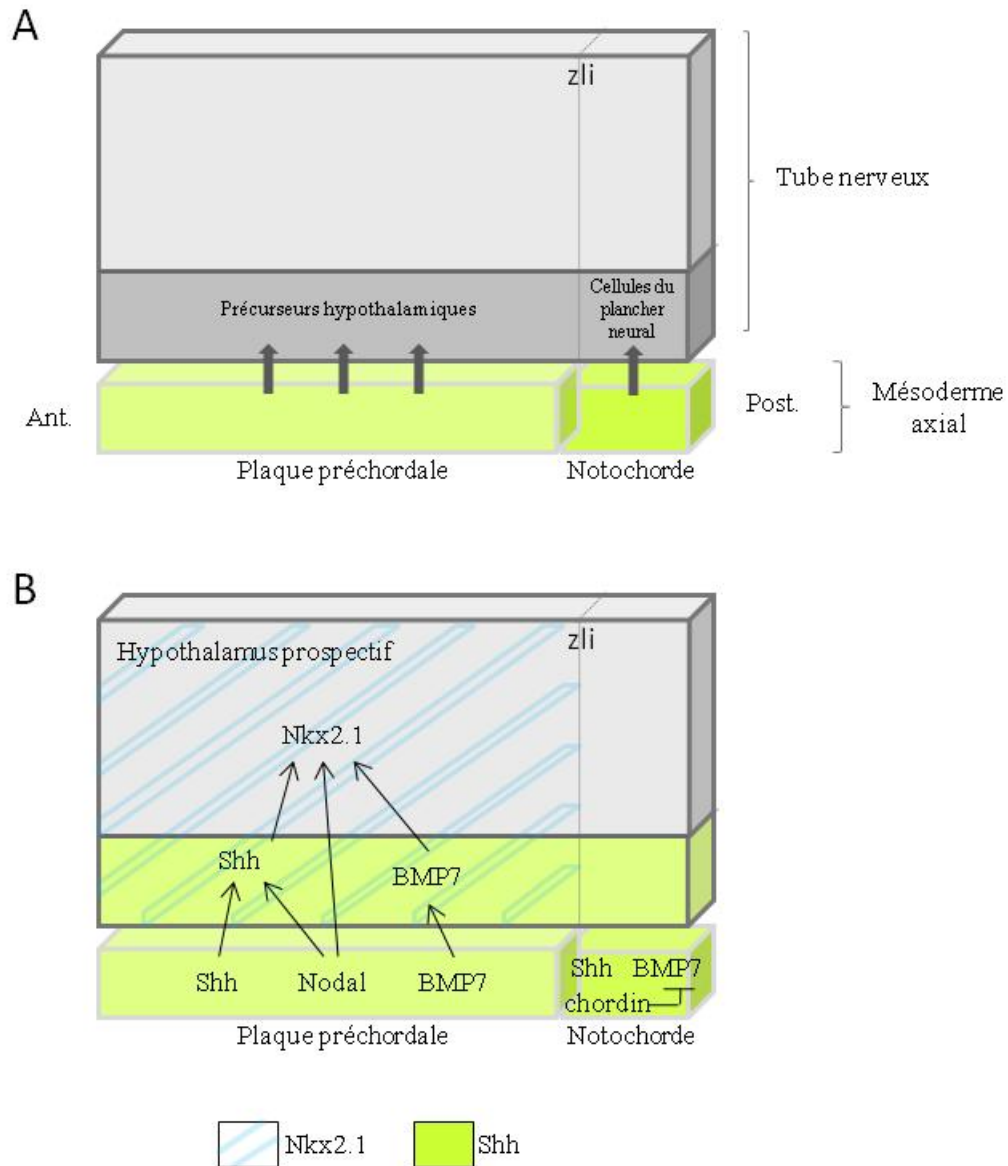 A
zli
Tube nerveux
Précurseurs hypothalamiques
Cellules du
plancher
neural
Ant.
Post.
Mésoderme
axial
Plaque préchordale
Notochorde
B
zli
Hypothalamus prospectif
Nkx2.1
Shh
BMP7
Shh
Nodal
BMP7
Shh BMP7
chordin
Plaque préchordale
Notochorde
Nkx2.1
Shh